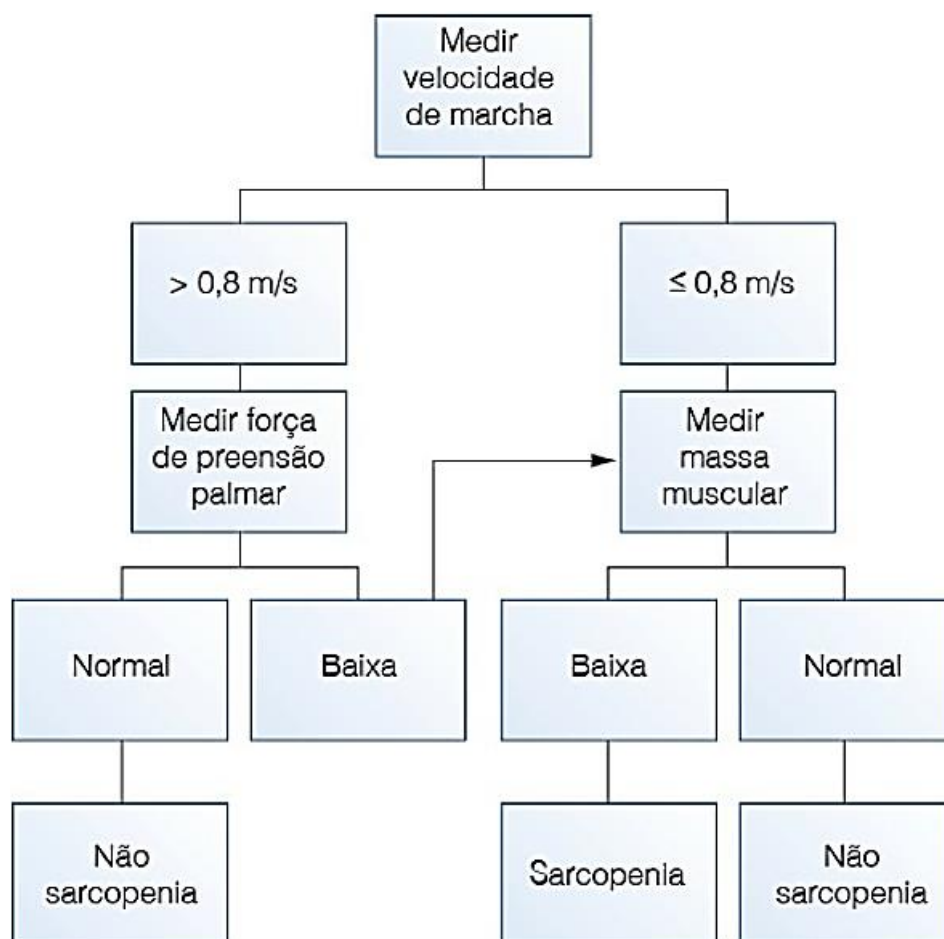 Medir
velocidade
de marcha
> 0,8 m/s
≤ 0,8 m/s
Medir força
de preensão
palmar
Medir
massa
muscular
Normal
Baixa
Baixa
Normal
Não
sarcopenia
Sarcopenia
Não
sarcopenia